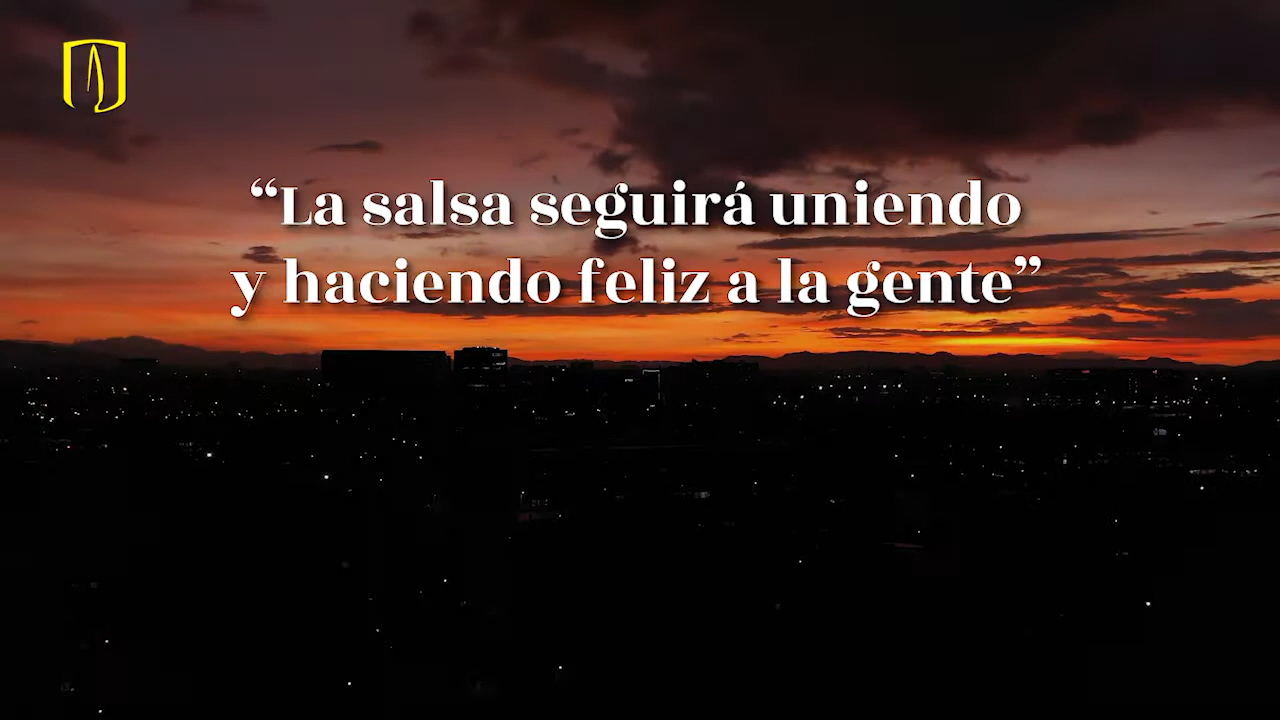 “La salsa seguirá uniendo
y haciendo feliz a la gente”